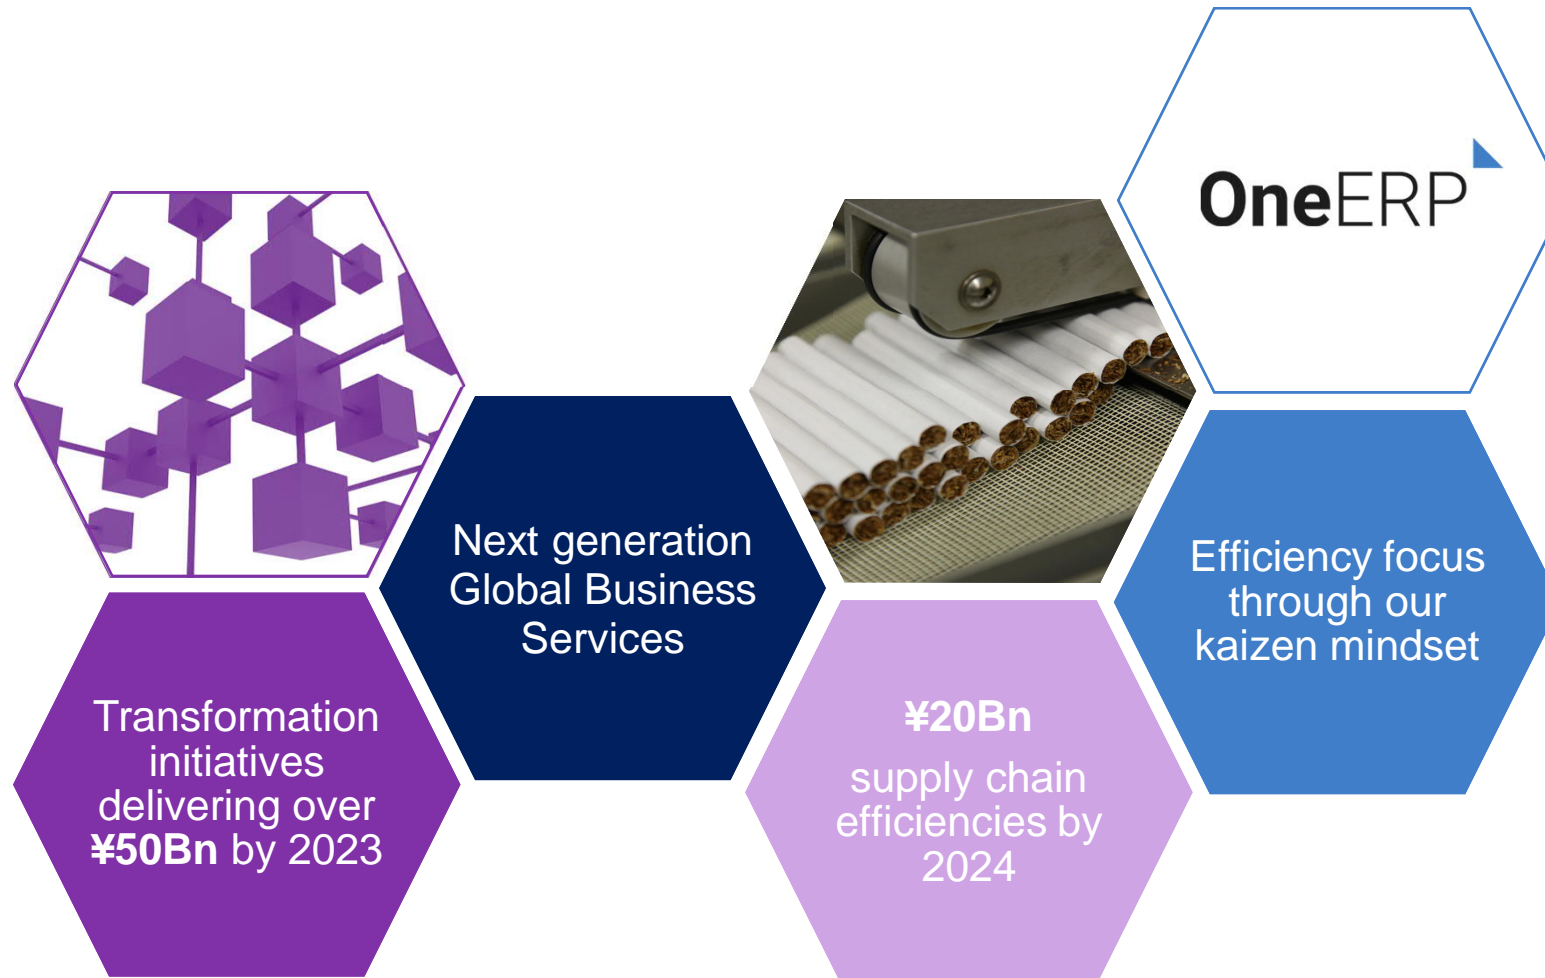 OneERP
Next generation
Global Business
Services
Efficiency focus
through our
kaizen mindset
Transformation
initiatives
delivering over
¥50Bn by 2023
¥20Bn
supply chain
efficiencies by
2024